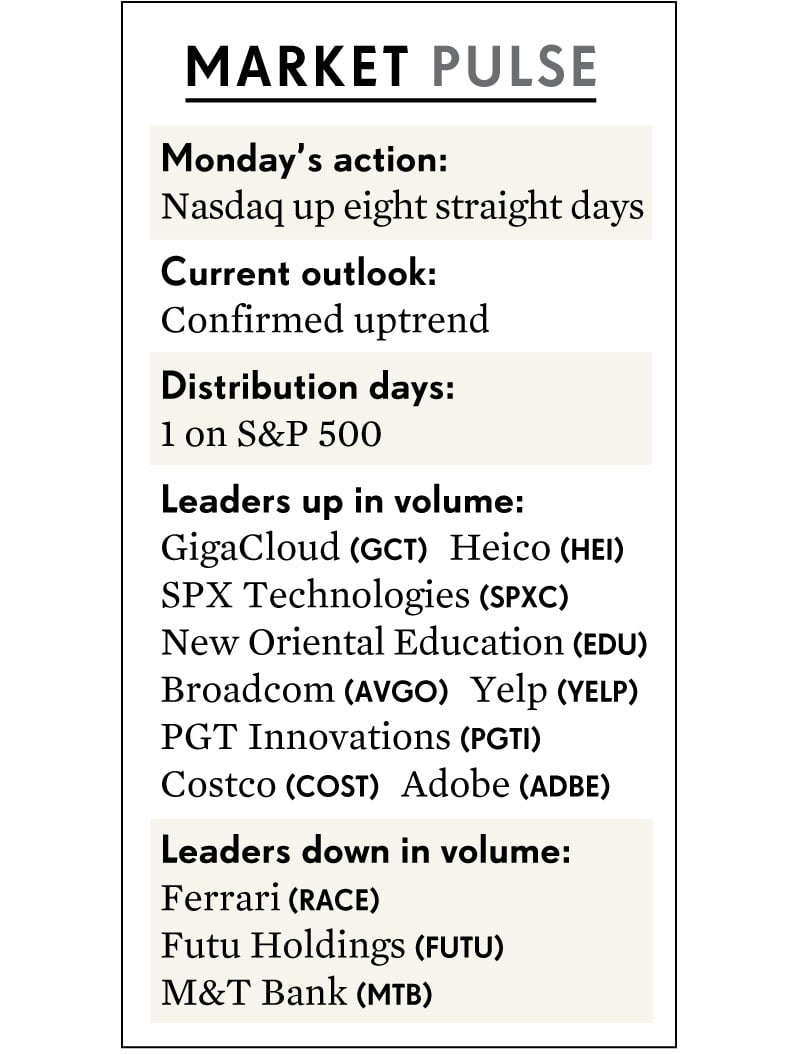 MARKET PULSE
Monday’s action:
Nasdaq up eight straight days
Current outlook:
Confirmed uptrend
Distribution days:
1 on S&P 500
Leaders up in volume:
GigaCloud (GCT) Heico (HEI)
SPX Technologies (SPXC)
New Oriental Education (EDU)
Broadcom (AVGO) Yelp (YELP)
PGT Innovations (PGTI)
Costco (COST) Adobe (ADBE)
Leaders down in volume:
Ferrari (RACE)
Futu Holdings (FUTU)
M&T Bank (MTB)